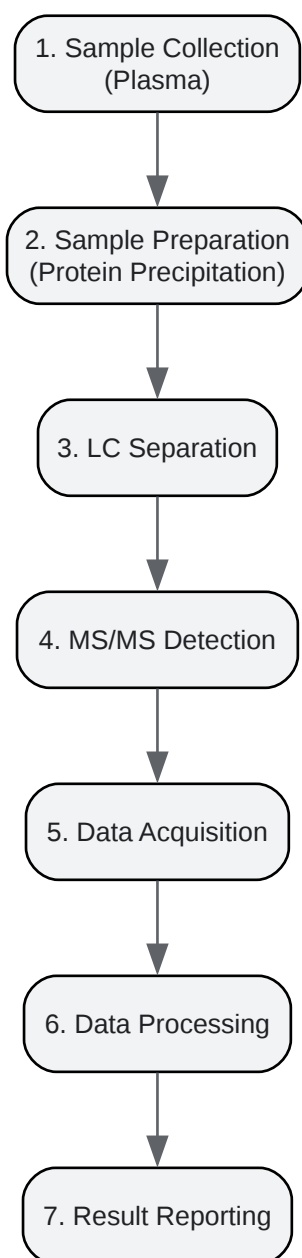 1. Sample Collection
(Plasma)
2. Sample Preparation
(Protein Precipitation)
3. LC Separation
4. MS/MS Detection
5. Data Acquisition
6. Data Processing
7. Result Reporting